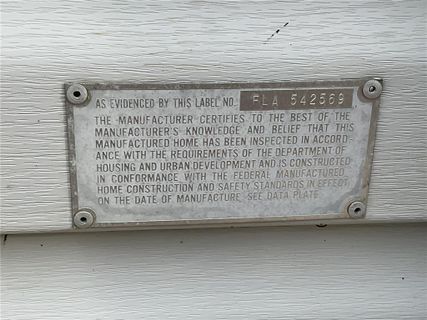 AS EVIDENCED BY THIS LABEL NO. FLA 542569
THE MANUFACTURER CERTIFIES TO THE BEST OF THE
MANUFACTURER'S KNOWLEDGE AND BELIEF THAT THIS
MANUFACTURED HOME HAS BEEN INSPECTED IN ACCORD-
ANCE WITH THE REQUIREMENTS OF THE DEPARTMENT OF
HOUSING AND URBAN DEVELOPMENT AND IS CONSTRUCTED
IN CONFORMANCE WITH THE FEDERAL MANUFACTURED
HOME CONSTRUCTION AND SAFETY STANDARDS IN EFFECT
ON THE DATE OF MANUFACTURE. SEE DATA PLATE.